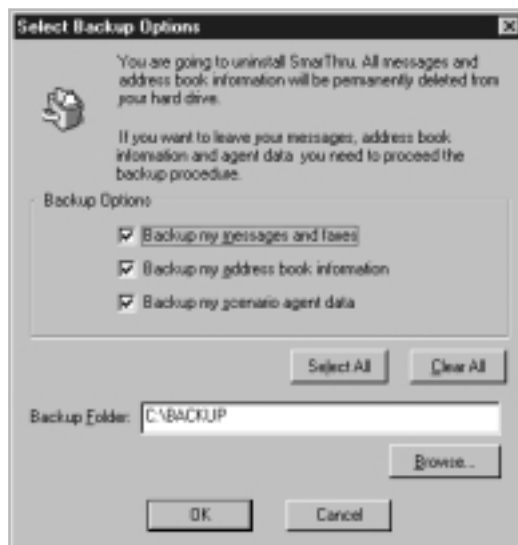 Select Backup Options
You are going to uninstall SmarThru. All messages and
address book information will be permanently deleted from
your hard drive.
If you want to leave your messages, address book
information and agent data you need to proceed the
backup procedure.
Backup Options
Backup my messages and faxes
Backup my address book information
Backup my scenario agent data
Select All
Clear All
Backup Folder: C:\BACKUP
Browse...
OK
Cancel